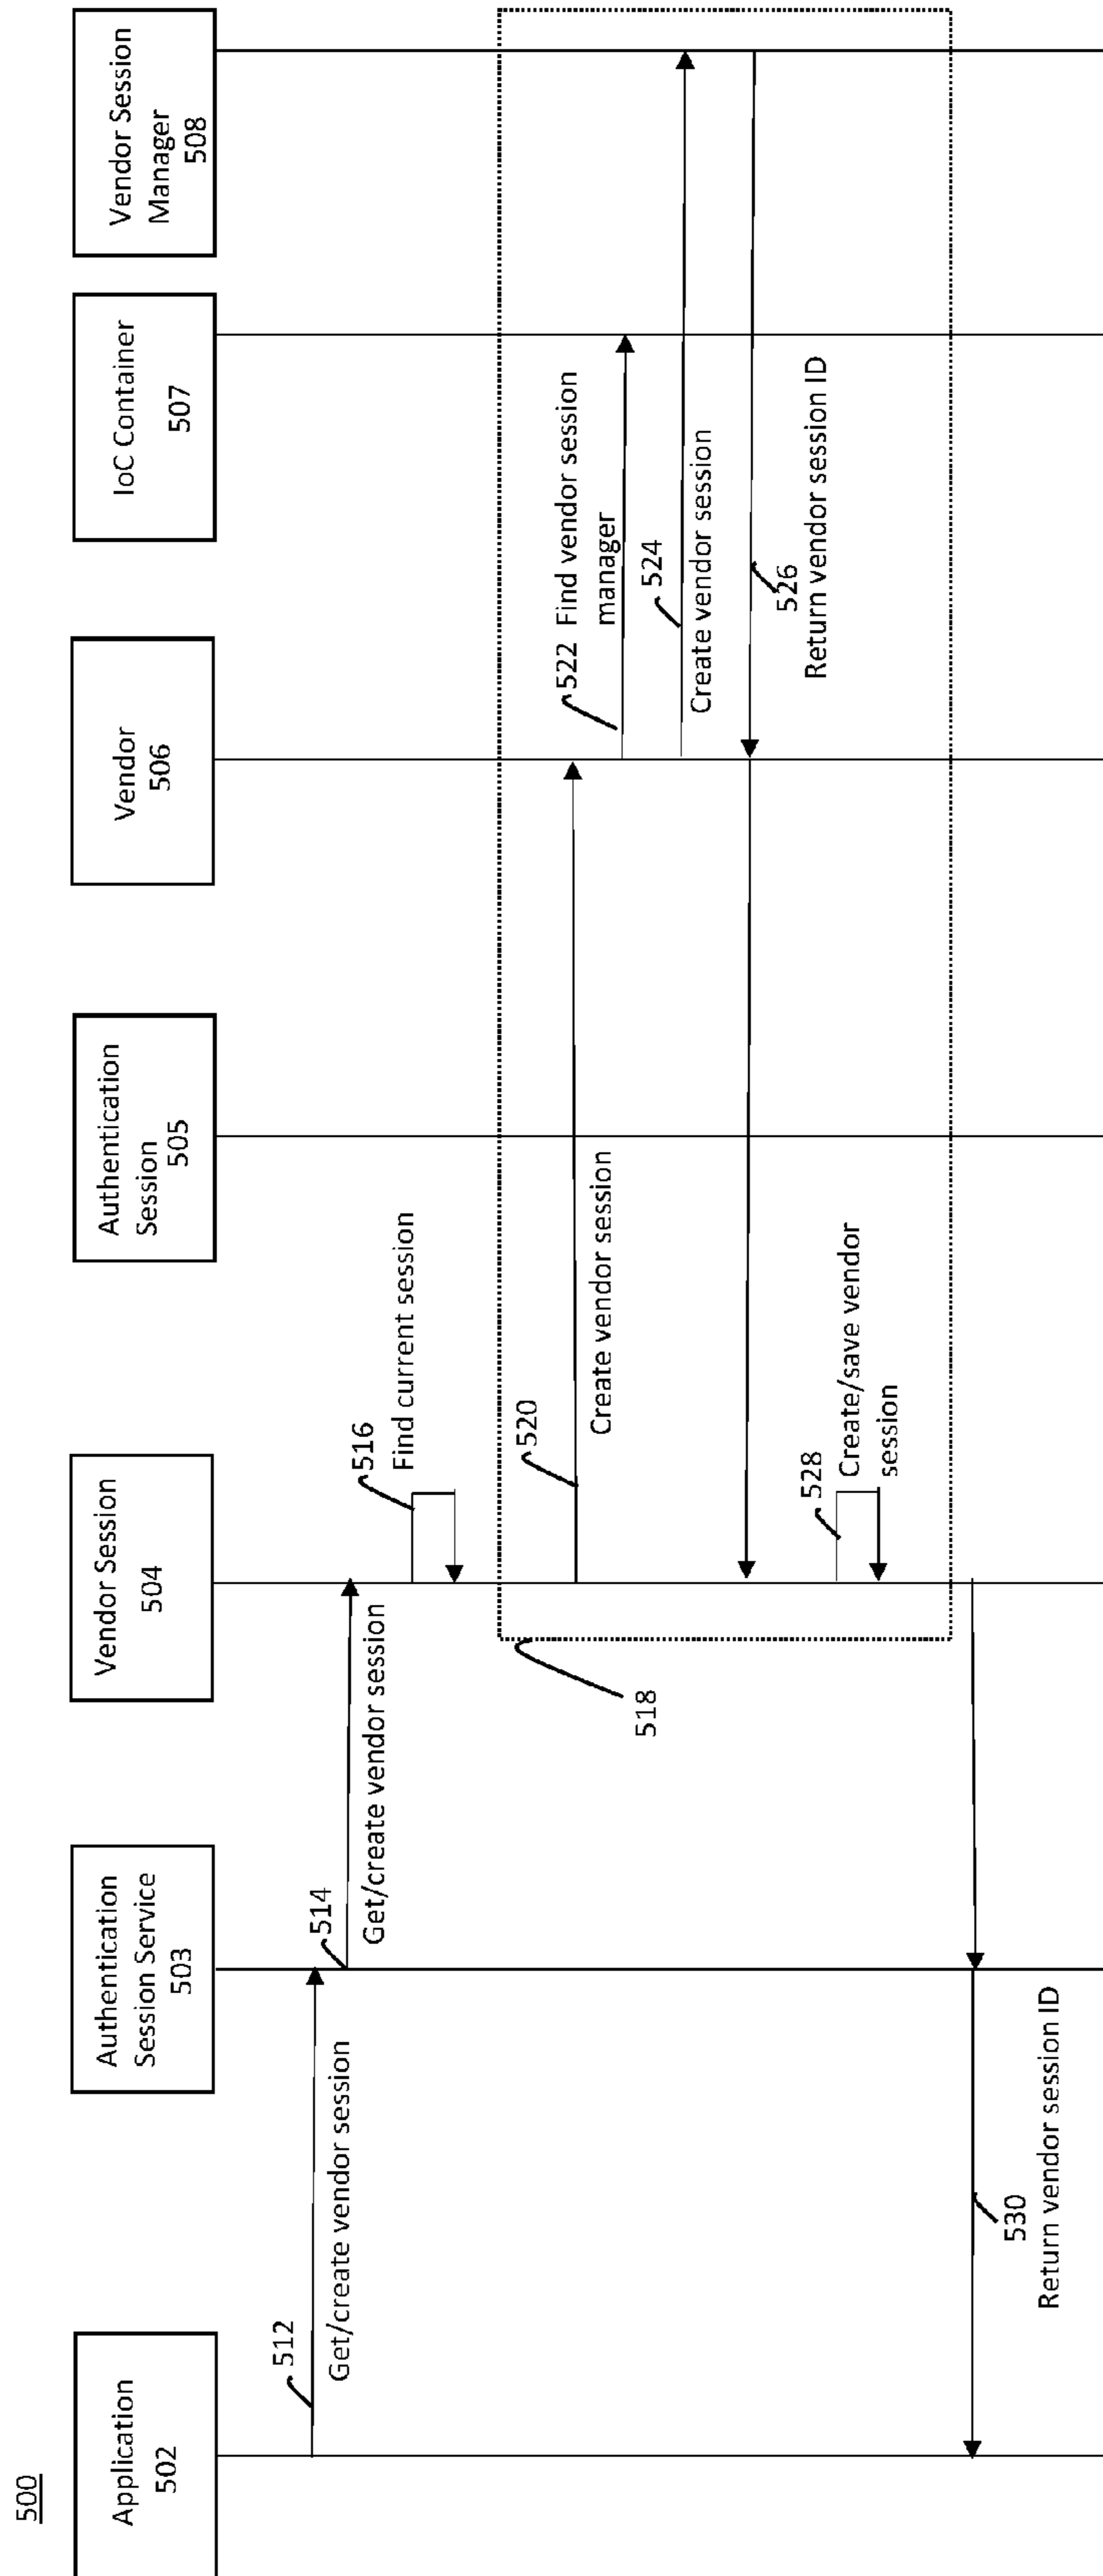 500
Application
502
Authentication
Session Service
503
Vendor Session
504
Authentication
Session
505
Vendor
506
IoC Container
507
Vendor Session
Manager
508
512
Get/create vendor session
514
Get/create vendor session
516
Find current session
518
520
Create vendor session
522 Find vendor session
manager
524
Create vendor session
526
Return vendor session ID
528
Create/save vendor
session
530
Return vendor session ID